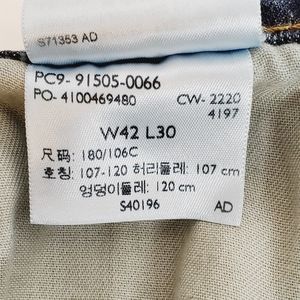 S71353 AD
PC9- 91505-0066
PO- 4100469480 CW- 2220
4197
W42 L30
尺码: 180/106C
호칭: 107-120 허리둘레: 107 cm
엉덩이둘레: 120 cm
S40196 AD